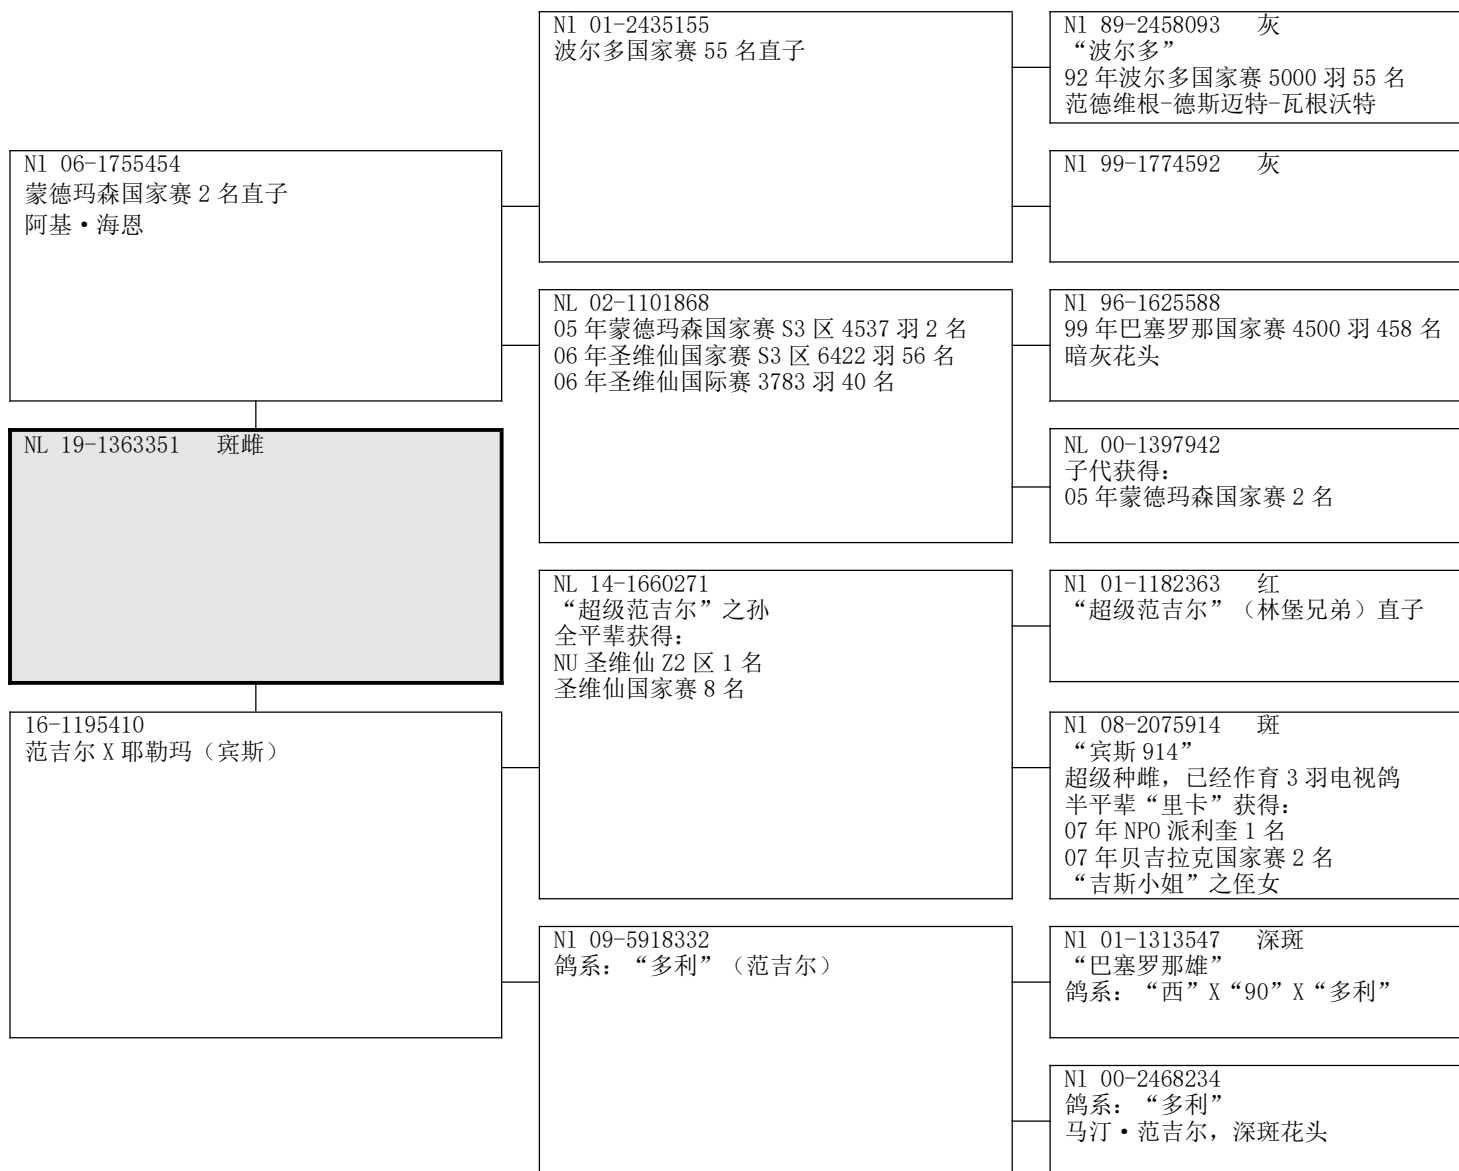 Nl 06-1755454
蒙德玛森国家赛 2 名直子
阿基·海恩
NL 19-1363351 斑雌
16-1195410
范吉尔 X 耶勒玛（宾斯）
Nl 01-2435155
波尔多国家赛 55 名直子
NL 02-1101868
05 年蒙德玛森国家赛 S3 区 4537 羽 2 名
06 年圣维仙国家赛 S3 区 6422 羽 56 名
06 年圣维仙国际赛 3783 羽 40 名
NL 14-1660271
“超级范吉尔”之孙
全平辈获得：
NU 圣维仙 Z2 区 1 名
圣维仙国家赛 8 名
Nl 09-5918332
鸽系：“多利”（范吉尔）
Nl 89-2458093 灰
“波尔多”
92 年波尔多国家赛 5000 羽 55 名
范德维根-德斯迈特-瓦根沃特
Nl 99-1774592 灰
Nl 96-1625588
99 年巴塞罗那国家赛 4500 羽 458 名
暗灰花头
NL 00-1397942
子代获得：
05 年蒙德玛森国家赛 2 名
Nl 01-1182363 红
“超级范吉尔”（林堡兄弟）直子
Nl 08-2075914 斑
“宾斯 914”
超级种雌，已经作育 3 羽电视鸽
半平辈“里卡”获得：
07 年 NPO 派利奎 1 名
07 年贝吉拉克国家赛 2 名
“吉斯小姐”之侄女
Nl 01-1313547 深斑
“巴塞罗那雄”
鸽系：“西”X“90”X“多利”
Nl 00-2468234
鸽系：“多利”
马汀·范吉尔，深斑花头